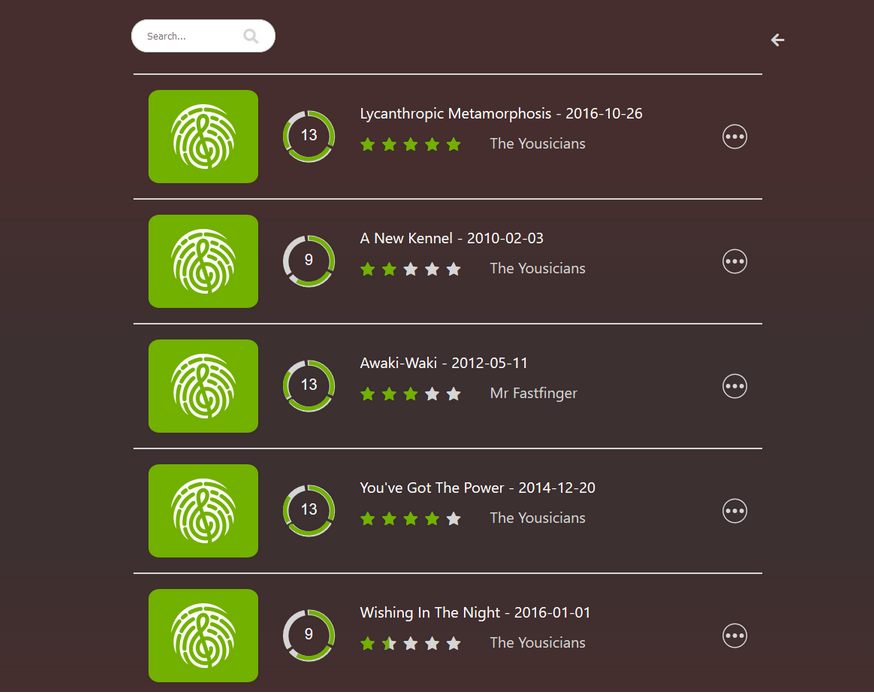 Search...
13
Lycanthropic Metamorphosis - 2016-10-26
The Yousicians
9
A New Kennel - 2010-02-03
The Yousicians
13
Awaki-Waki - 2012-05-11
Mr Fastfinger
13
You've Got The Power - 2014-12-20
The Yousicians
9
Wishing In The Night - 2016-01-01
The Yousicians